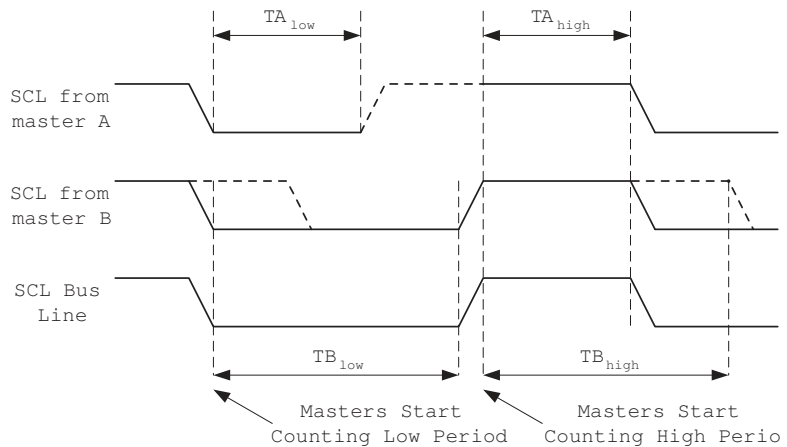 TA low
TA high
SCL from
master A
SCL from
master B
SCL Bus
Line
TB low
TB high
Masters Start
Counting Low Period
Masters Start
Counting High Perio